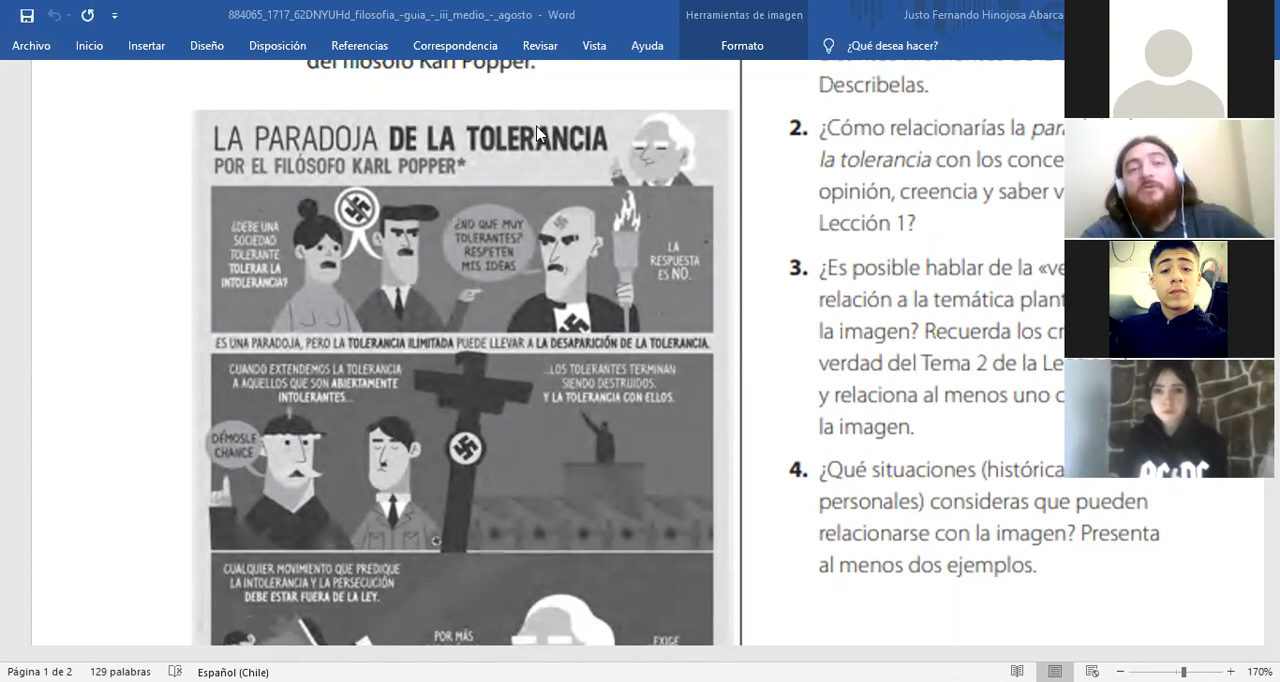 884065_1717_62DNYUHd_filosofia_-guia_-_iii_medio_-_agosto - Word
Herramientas de imagen
Justo Fernando Hinojosa Abarca
Archivo Inicio Insertar Diseño Disposición Referencias Correspondencia Revisar Vista Ayuda Formato ¿Qué desea hacer?
del filósofo Karl Popper.
LA PARADOJA DE LA TOLERANCIA
POR EL FILÓSOFO KARL POPPER*
¿DEBE UNA
SOCIEDAD
TOLERANTE
TOLERAR LA
INTOLERANCIA?
¿NO QUE MUY
TOLERANTES?
RESPETEN
MIS IDEAS
LA
RESPUESTA
ES NO.
ES UNA PARADOJA, PERO LA TOLERANCIA ILIMITADA PUEDE LLEVAR A LA DESAPARICIÓN DE LA TOLERANCIA.
CUANDO EXTENDEMOS LA TOLERANCIA
A AQUELLOS QUE SON ABIERTAMENTE
INTOLERANTES...
...LOS TOLERANTES TERMINAN
SIENDO DESTRUIDOS.
Y LA TOLERANCIA CON ELLOS.
DÉMOSLE
CHANCE
CUALQUIER MOVIMIENTO QUE PREDIQUE
LA INTOLERANCIA Y LA PERSECUCIÓN
DEBE ESTAR FUERA DE LA LEY.
POR MÁS
EXIGE
Descríbelas.
2. ¿Cómo relacionarías la
la tolerancia con los
opinión, creencia y saber
Lección 1?
3. ¿Es posible hablar de la
relación a la temática
la imagen? Recuerda los
verdad del Tema 2 de la
y relaciona al menos uno
la imagen.
4. ¿Qué situaciones
personales) consideras que pueden
relacionarse con la imagen? Presenta
al menos dos ejemplos.
AC/DC
Página 1 de 2 129 palabras Español (Chile) 170%